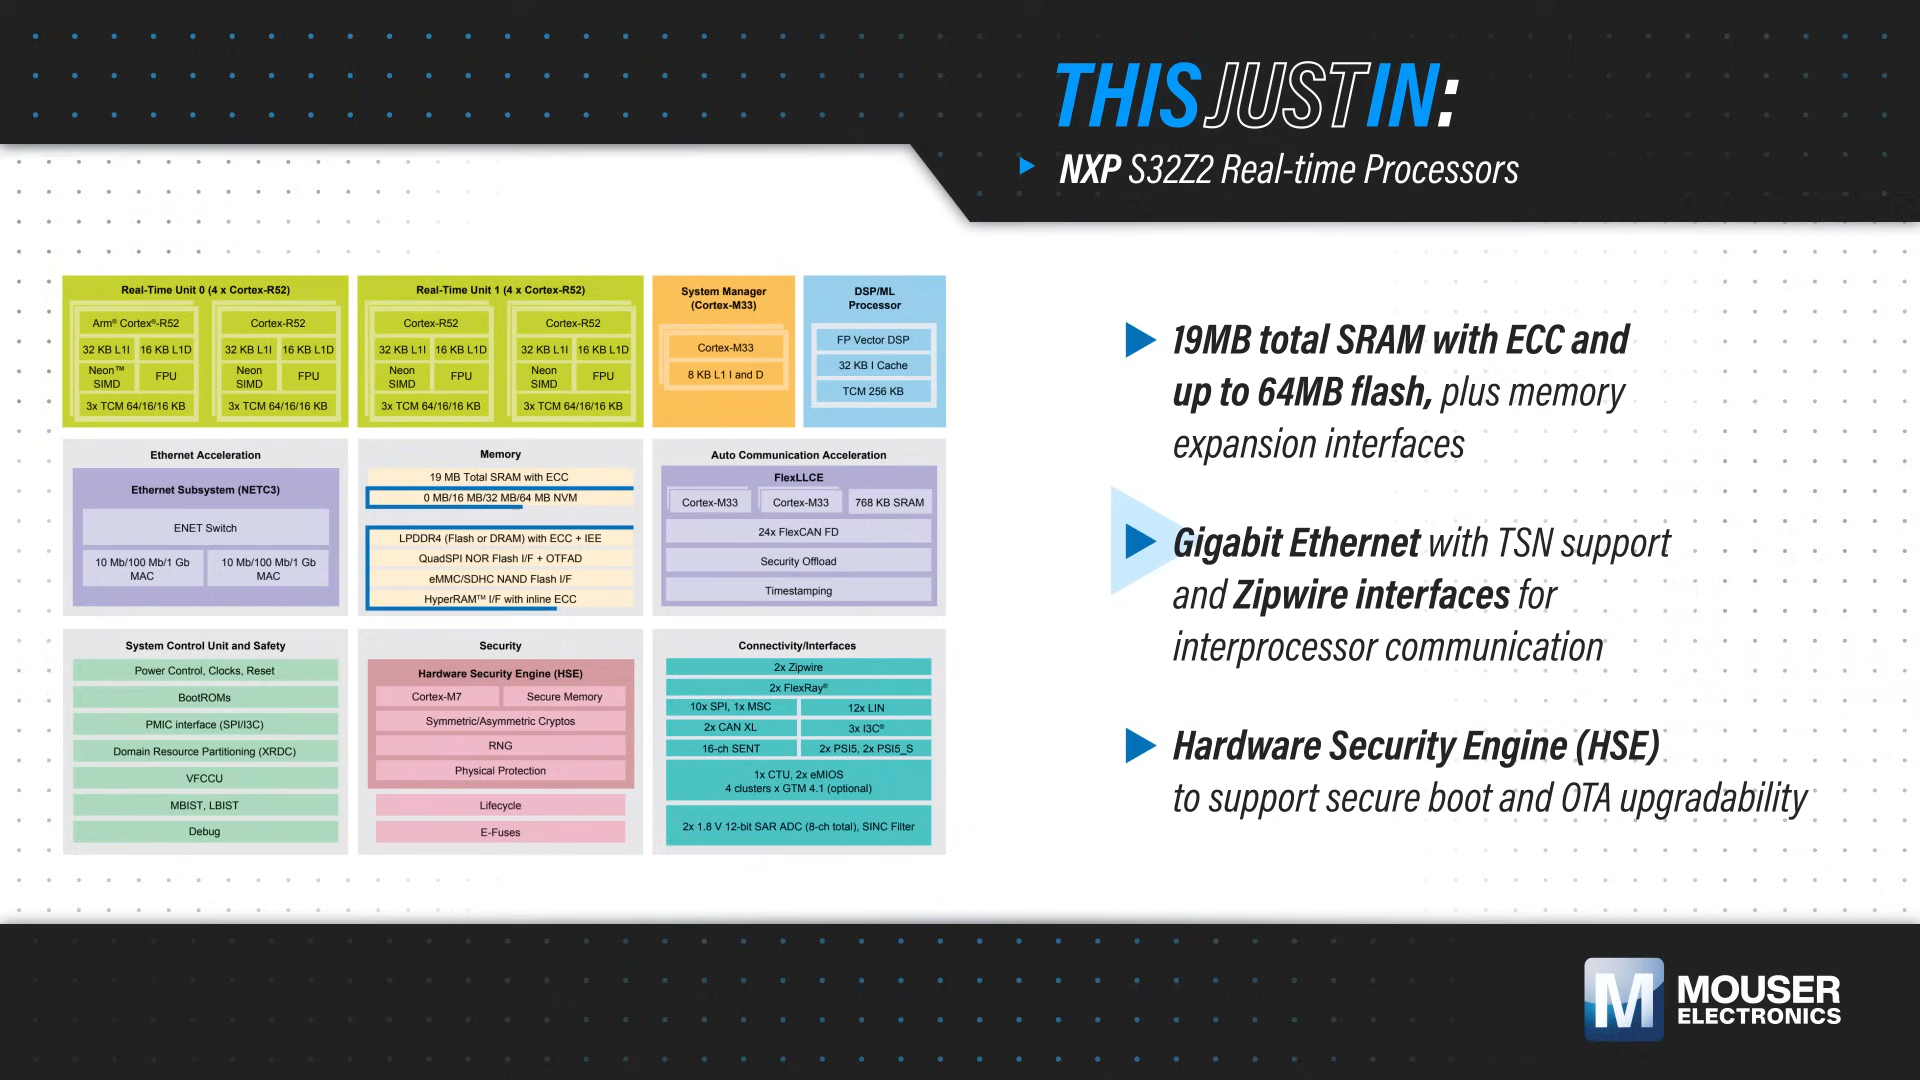 THIS JUST IN:
NXP S32Z2 Real-time Processors
Real-Time Unit 0 (4 x Cortex-R52)
Arm® Cortex®-R52
32 KB L1I
16 KB L1D
Neon™
SIMD
FPU
3x TCM 64/16/16 KB
Cortex-R52
32 KB L1I
16 KB L1D
Neon
SIMD
FPU
3x TCM 64/16/16 KB
Real-Time Unit 1 (4 x Cortex-R52)
Cortex-R52
32 KB L1I
16 KB L1D
Neon
SIMD
FPU
3x TCM 64/16/16 KB
Cortex-R52
32 KB L1I
16 KB L1D
Neon
SIMD
FPU
3x TCM 64/16/16 KB
System Manager
(Cortex-M33)
Cortex-M33
8 KB L1 I and D
DSP/ML
Processor
FP Vector DSP
32 KB I Cache
TCM 256 KB
Ethernet Acceleration
Ethernet Subsystem (NETC3)
ENET Switch
10 Mb/100 Mb/1 Gb
MAC
10 Mb/100 Mb/1 Gb
MAC
Memory
19 MB Total SRAM with ECC
0 MB/16 MB/32 MB/64 MB NVM
LPDDR4 (Flash or DRAM) with ECC + IEE
QuadSPI NOR Flash I/F + OTFAD
eMMC/SDHC NAND Flash I/F
HyperRAM™ I/F with inline ECC
Auto Communication Acceleration
FlexLLCE
Cortex-M33
Cortex-M33
768 KB SRAM
24x FlexCAN FD
Security Offload
Timestamping
System Control Unit and Safety
Power Control, Clocks, Reset
BootROMs
PMIC interface (SPI/I3C)
Domain Resource Partitioning (XRDC)
VFCCU
MBIST, LBIST
Debug
Security
Hardware Security Engine (HSE)
Cortex-M7
Secure Memory
Symmetric/Asymmetric Cryptos
RNG
Physical Protection
Lifecycle
E-Fuses
Connectivity/Interfaces
2x Zipwire
2x FlexRay®
10x SPI, 1x MSC
12x LIN
2x CAN XL
3x I3C®
16-ch SENT
2x PSI5, 2x PSI5_S
1x CTU, 2x eMIOS
4 clusters x GTM 4.1 (optional)
2x 1.8 V 12-bit SAR ADC (8-ch total), SINC Filter
19MB total SRAM with ECC and
up to 64MB flash, plus memory
expansion interfaces
Gigabit Ethernet with TSN support
and Zipwire interfaces for
interprocessor communication
Hardware Security Engine (HSE)
to support secure boot and OTA upgradability
M
MOUSER
ELECTRONICS